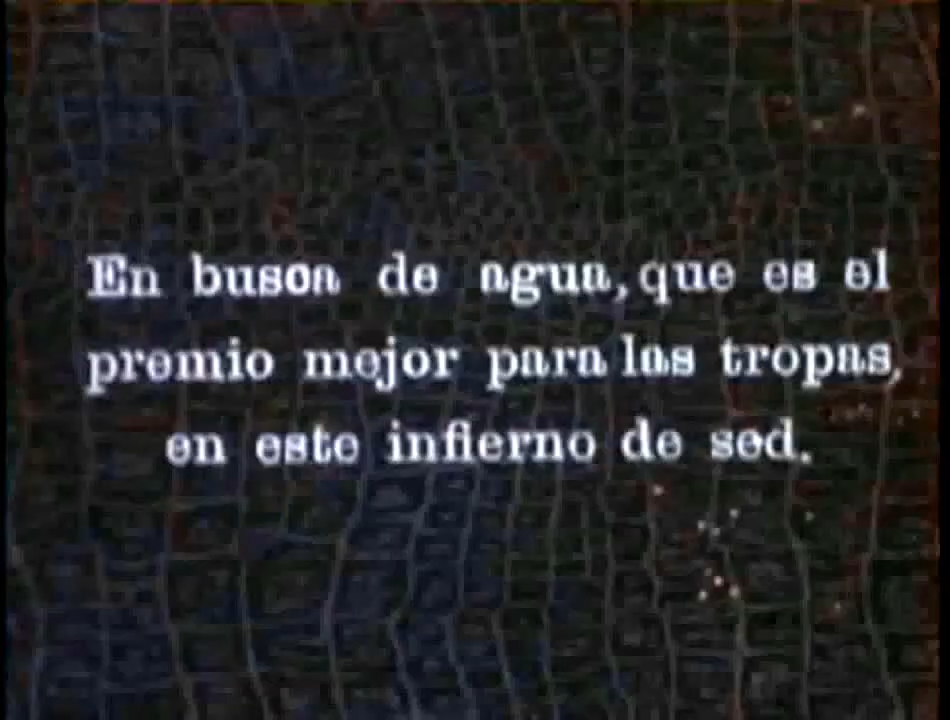 En busca de agua, que es el
premio mejor para las tropas,
en este infierno de sed.